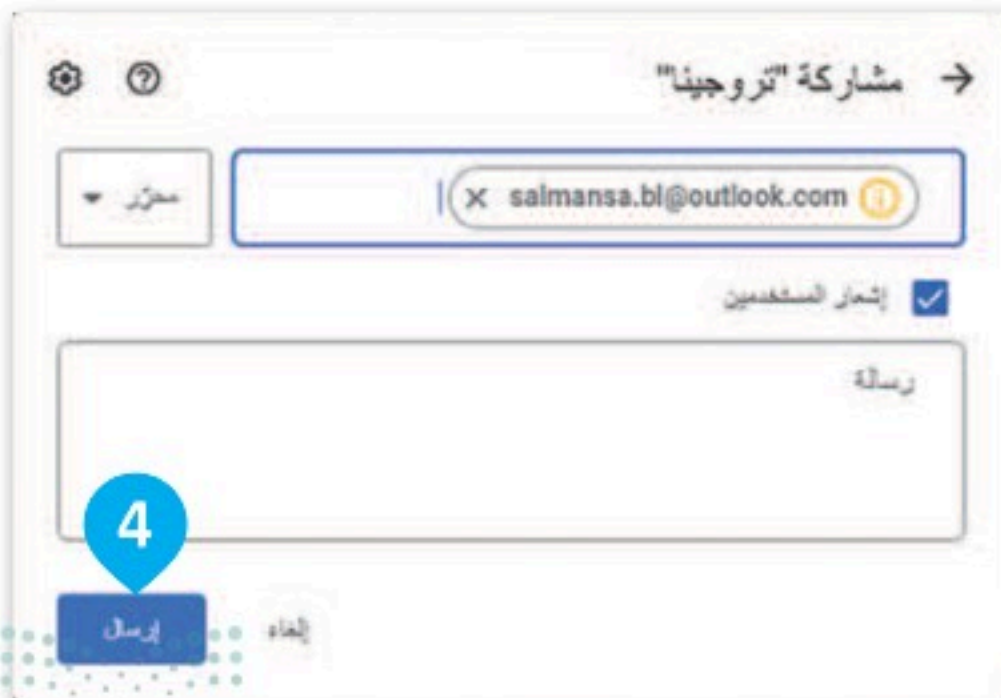 مشاركة "تروجينا"
salmansa.bl@outlook.com
محرّر
إشعار المستخدمين
رسالة
4
إلغاء
إرسال